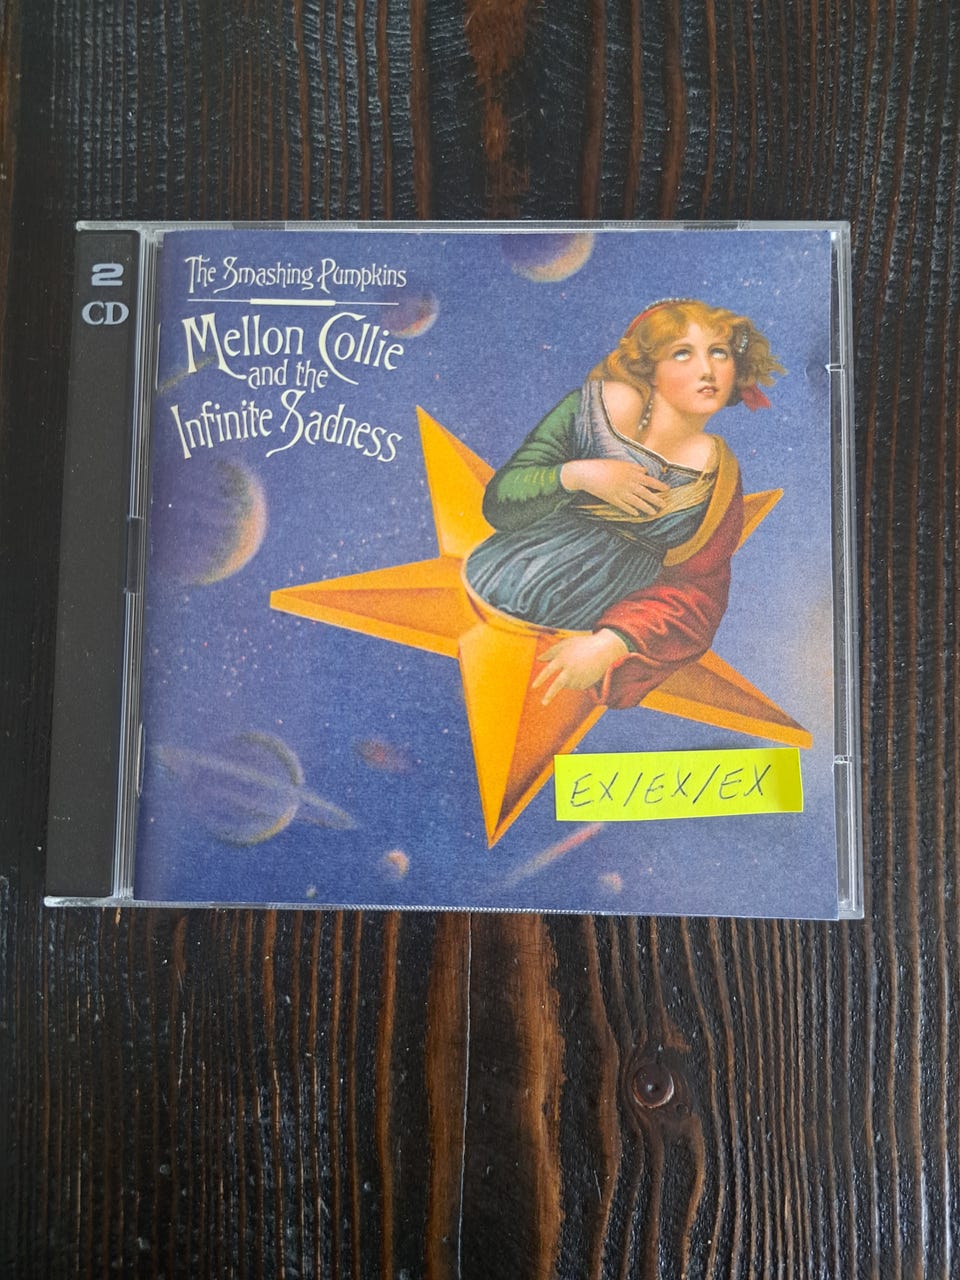 2
CD
The Smashing Pumpkins
Mellon Collie
and the
Infinite Sadness
EX/EX/EX